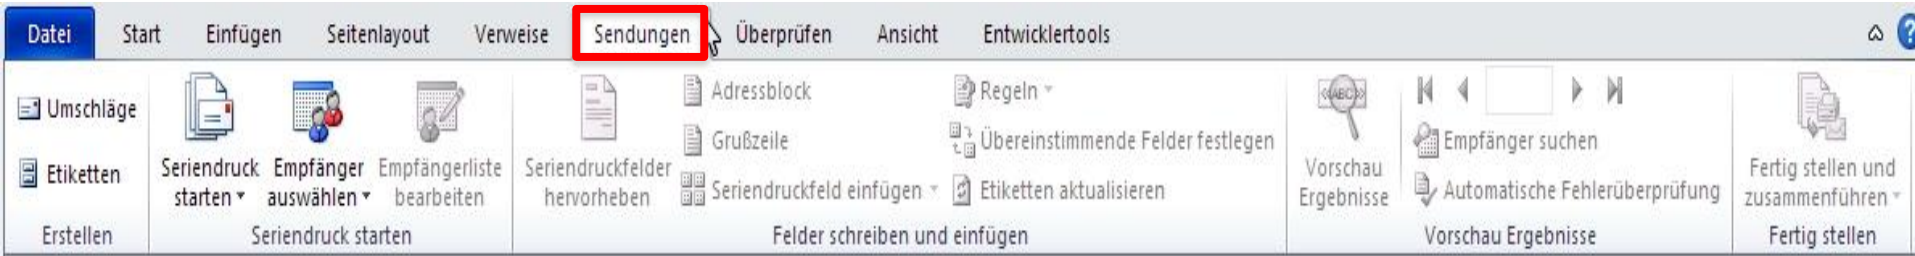 Datei Start Einfügen Seitenlayout Verweise Sendungen Überprüfen Ansicht Entwicklertools
Umschläge
Etiketten
Erstellen
Seriendruck
starten
Empfänger
auswählen
Empfängerliste
bearbeiten
Seriendruck starten
Seriendruckfelder
hervorheben
Adressblock
Grußzeile
Seriendruckfeld einfügen
Regeln
Übereinstimmende Felder festlegen
Etiketten aktualisieren
Felder schreiben und einfügen
«ABC»
Vorschau
Ergebnisse
Empfänger suchen
Automatische Fehlerüberprüfung
Vorschau Ergebnisse
Fertig stellen und
zusammenführen
Fertig stellen